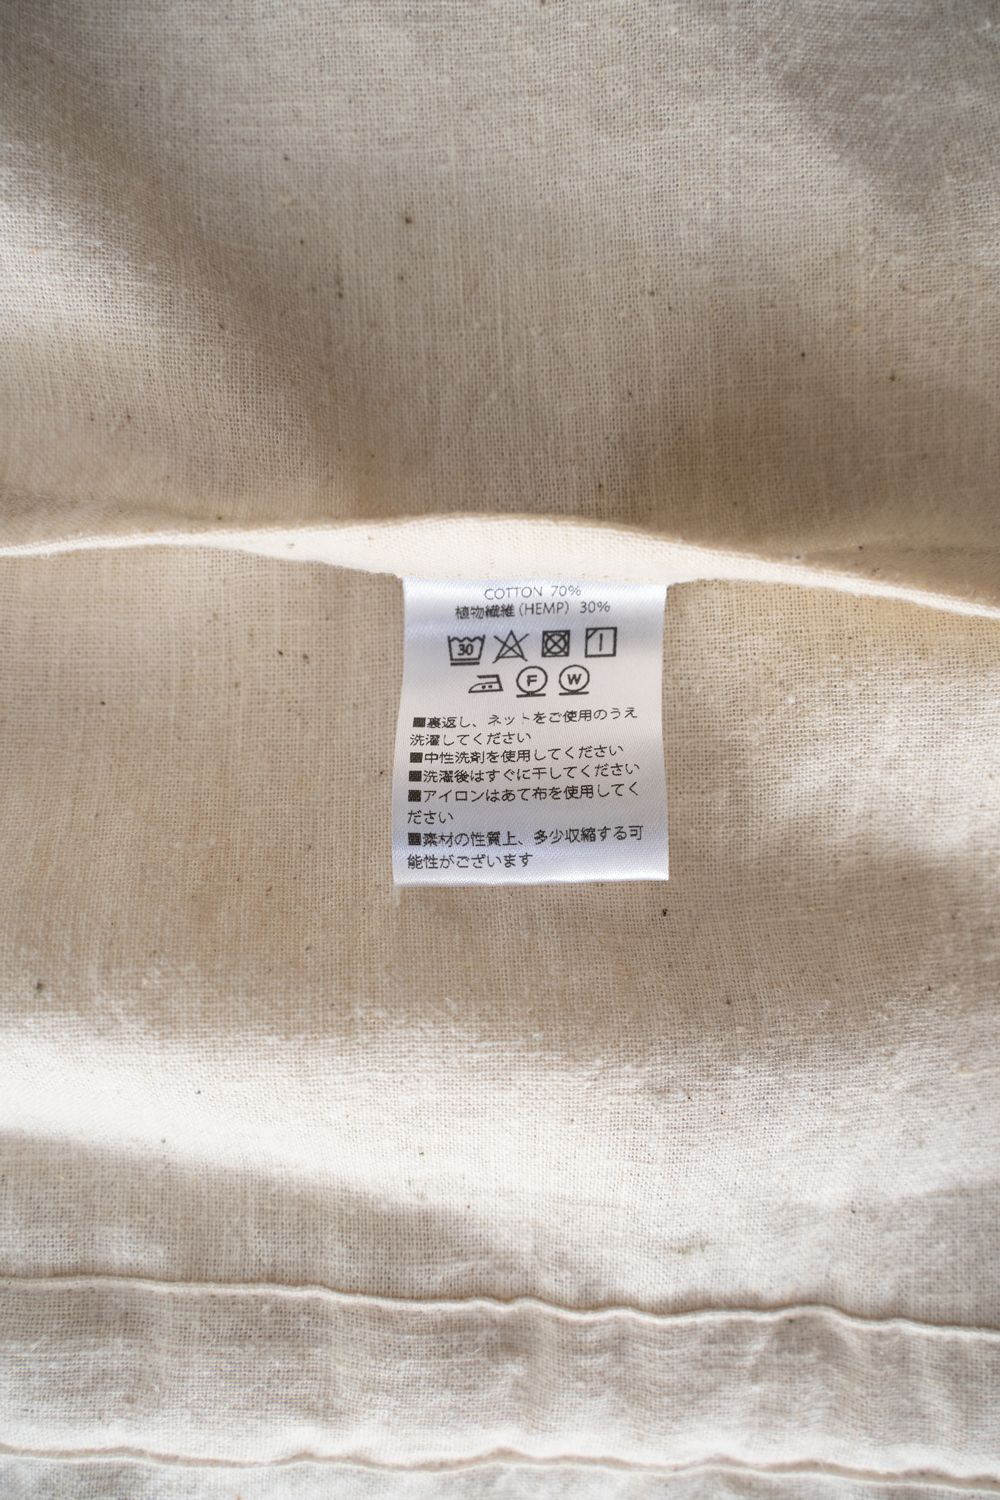 COTTON 70%
植物繊維(HEMP) 30%
30
F W
■裏返し、ネットをご使用のうえ
洗濯してください
■中性洗剤を使用してください
■洗濯後はすぐに干してください
■アイロンはあて布を使用してく
ださい
■素材の性質上、多少収縮する可
能性がございます